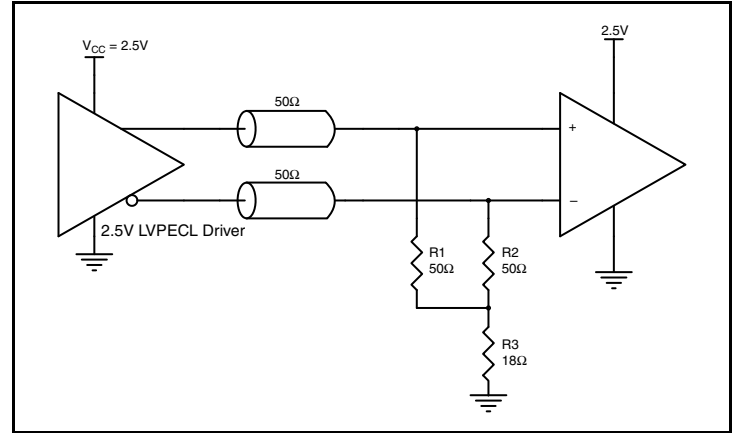 V_CC = 2.5V
2.5V
50Ω
+
50Ω
−
2.5V LVPECL Driver
R1
50Ω
R2
50Ω
R3
18Ω